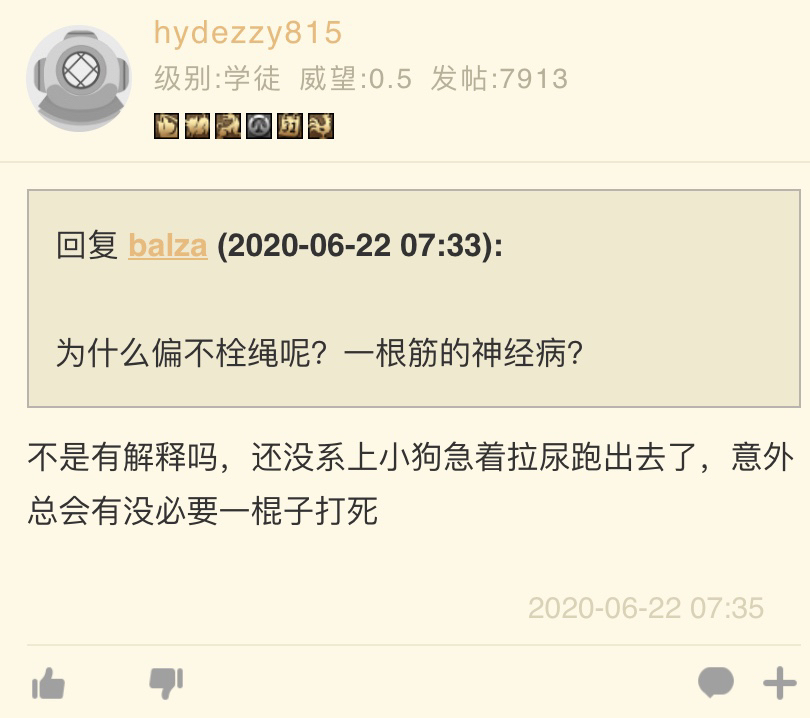 hydezzy815
级别:学徒 威望:0.5 发帖:7913
回复 balza (2020-06-22 07:33):
为什么偏不栓绳呢？一根筋的神经病？
不是有解释吗，还没系上小狗急着拉尿跑出去了，意外
总会有没必要一棍子打死
2020-06-22 07:35